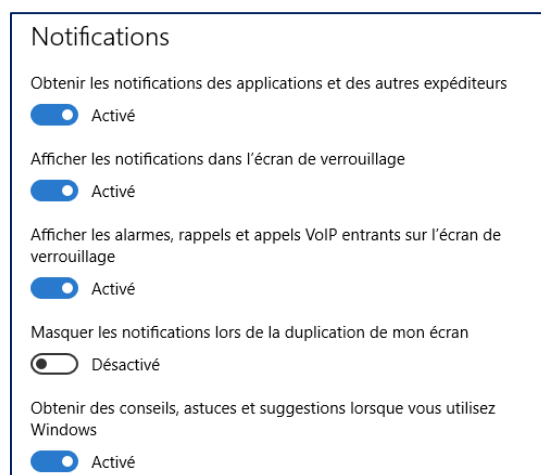 Notifications
Obtenir les notifications des applications et des autres expéditeurs
Activé
Afficher les notifications dans l'écran de verrouillage
Activé
Afficher les alarmes, rappels et appels VoIP entrants sur l'écran de
verrouillage
Activé
Masquer les notifications lors de la duplication de mon écran
Désactivé
Obtenir des conseils, astuces et suggestions lorsque vous utilisez
Windows
Activé